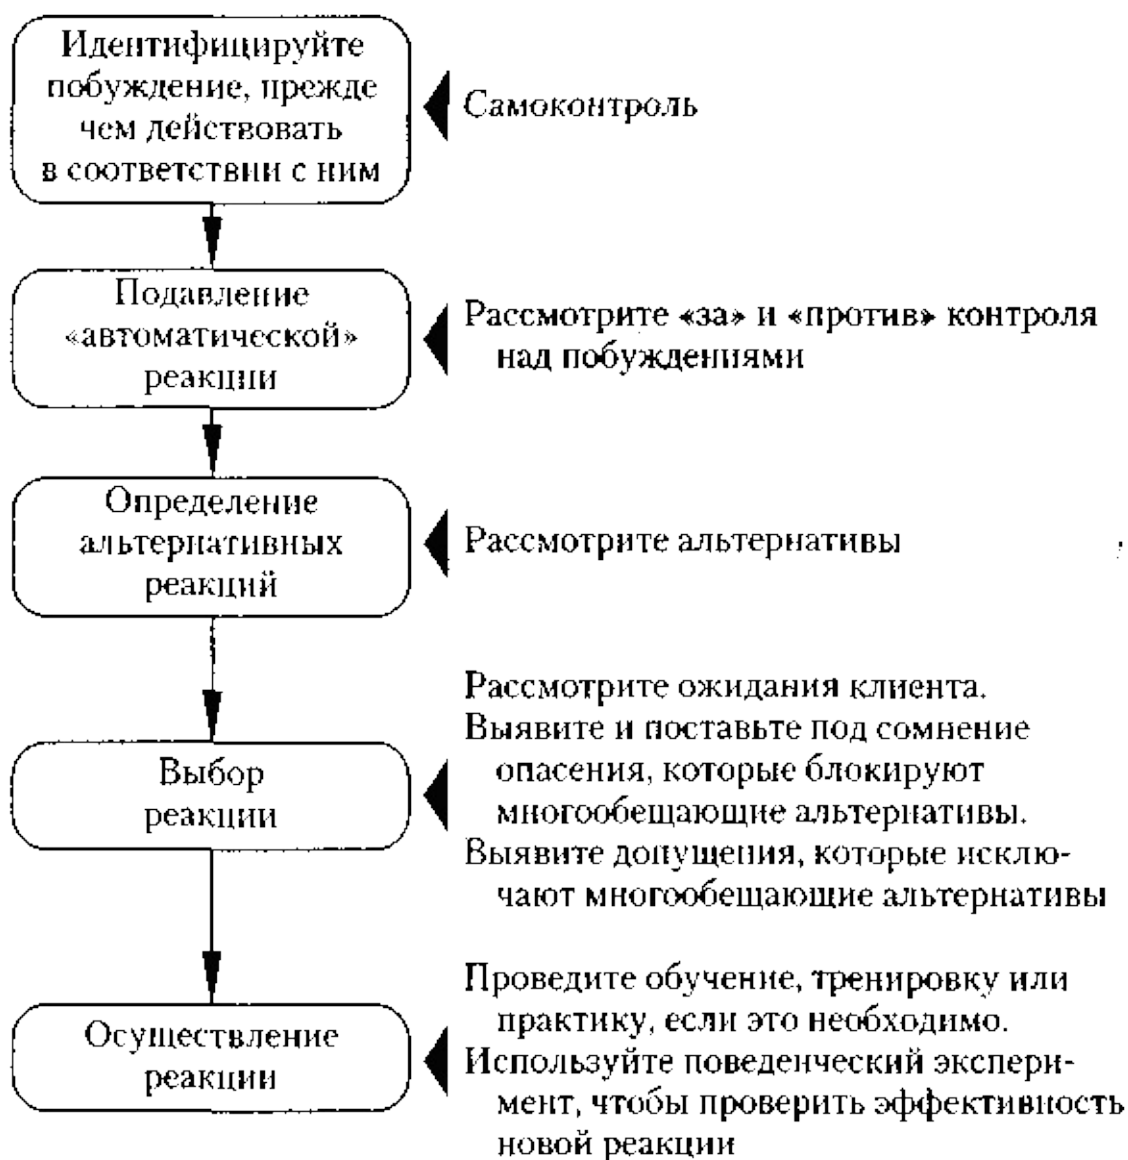 Идентифицируйте
побуждение, прежде
чем действовать
в соответствии с ним
Самоконтроль
Подавление
«автоматической»
реакции
Рассмотрите «за» и «против» контроля
над побуждениями
Определение
альтернативных
реакций
Рассмотрите альтернативы
Выбор
реакции
Рассмотрите ожидания клиента.
Выявите и поставьте под сомнение
опасения, которые блокируют
многообещающие альтернативы.
Выявите допущения, которые исклю-
чают многообещающие альтернативы
Осуществление
реакции
Проведите обучение, тренировку или
практику, если это необходимо.
Используйте поведенческий экспери-
мент, чтобы проверить эффективность
новой реакции